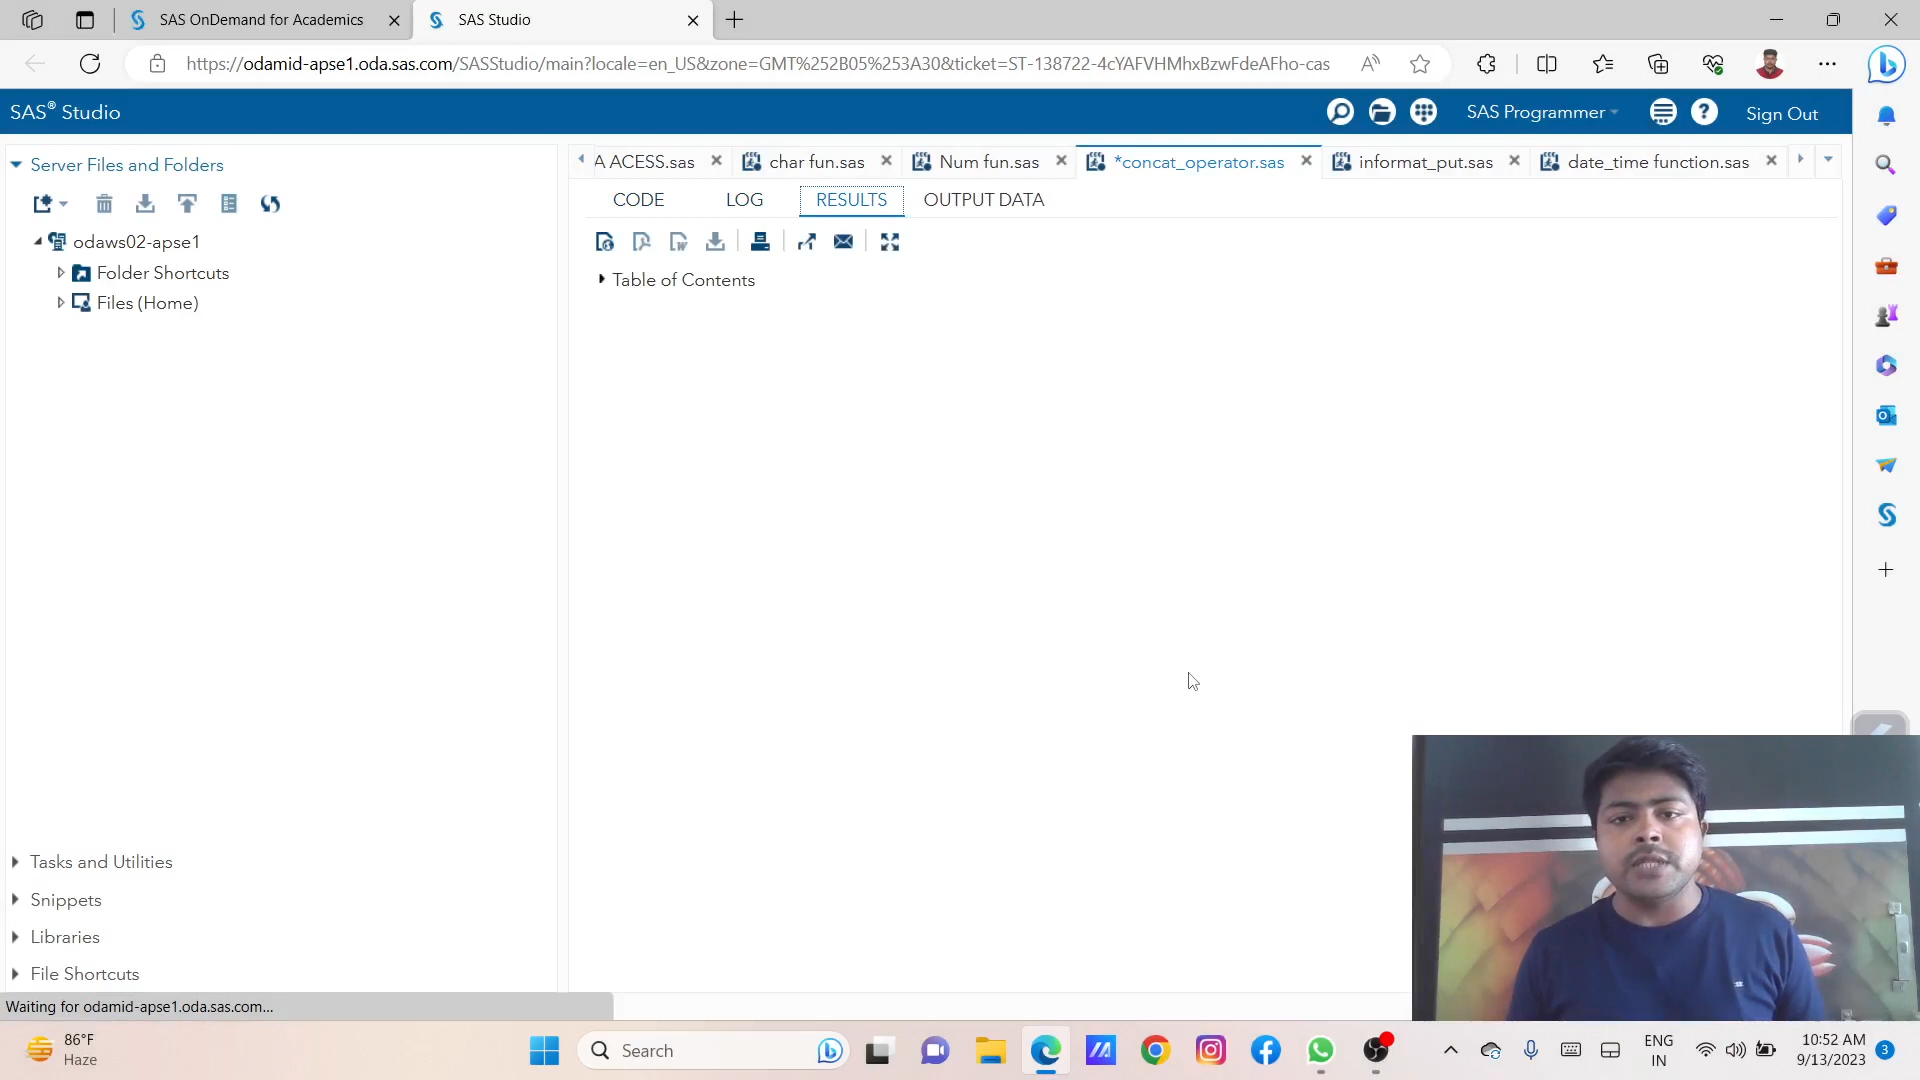 SAS OnDemand for Academics
SAS Studio
https://odamid-apse1.oda.sas.com/SASStudio/main?locale=en_US&zone=GMT%252B05%253A30&ticket=ST-138722-4cYAFVHMhxBzwFdeAFho-cas
SAS® Studio
SAS Programmer
Sign Out
Server Files and Folders
odaws02-apse1
Folder Shortcuts
Files (Home)
Tasks and Utilities
Snippets
Libraries
File Shortcuts
A ACESS.sas
char fun.sas
Num fun.sas
*concat_operator.sas
informat_put.sas
date_time function.sas
CODE
LOG
RESULTS
OUTPUT DATA
Table of Contents
Waiting for odamid-apse1.oda.sas.com...
86°F
Haze
Search
ENG
IN
10:52 AM
9/13/2023
3